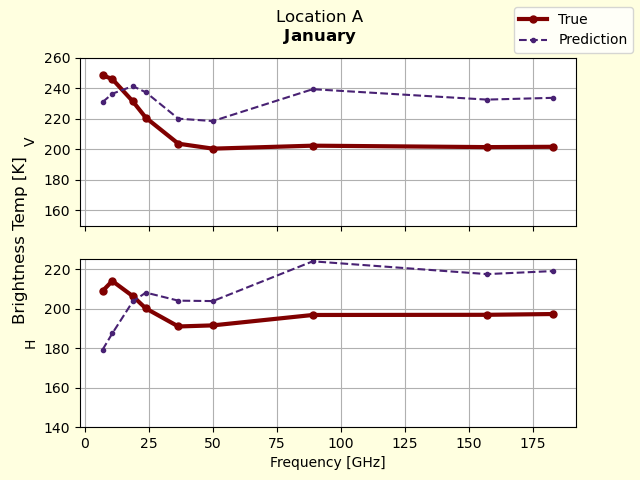 Location A
January
True
Prediction
Brightness Temp [K]
V
260
240
220
200
180
160
H
220
200
180
160
140
0 25 50 75 100 125 150 175
Frequency [GHz]